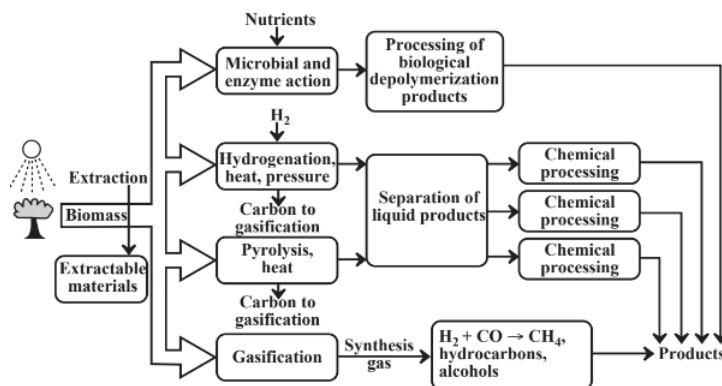 Nutrients
Microbial and
enzyme action
Processing of
biological
depolymerization
products
H₂
Hydrogenation,
heat, pressure
Carbon to
gasification
Separation of
liquid products
Chemical
processing
Chemical
processing
Chemical
processing
Extraction
Biomass
Extractable
materials
Pyrolysis,
heat
Carbon to
gasification
Gasification
Synthesis
gas
H₂ + CO → CH₄,
hydrocarbons,
alcohols
Products